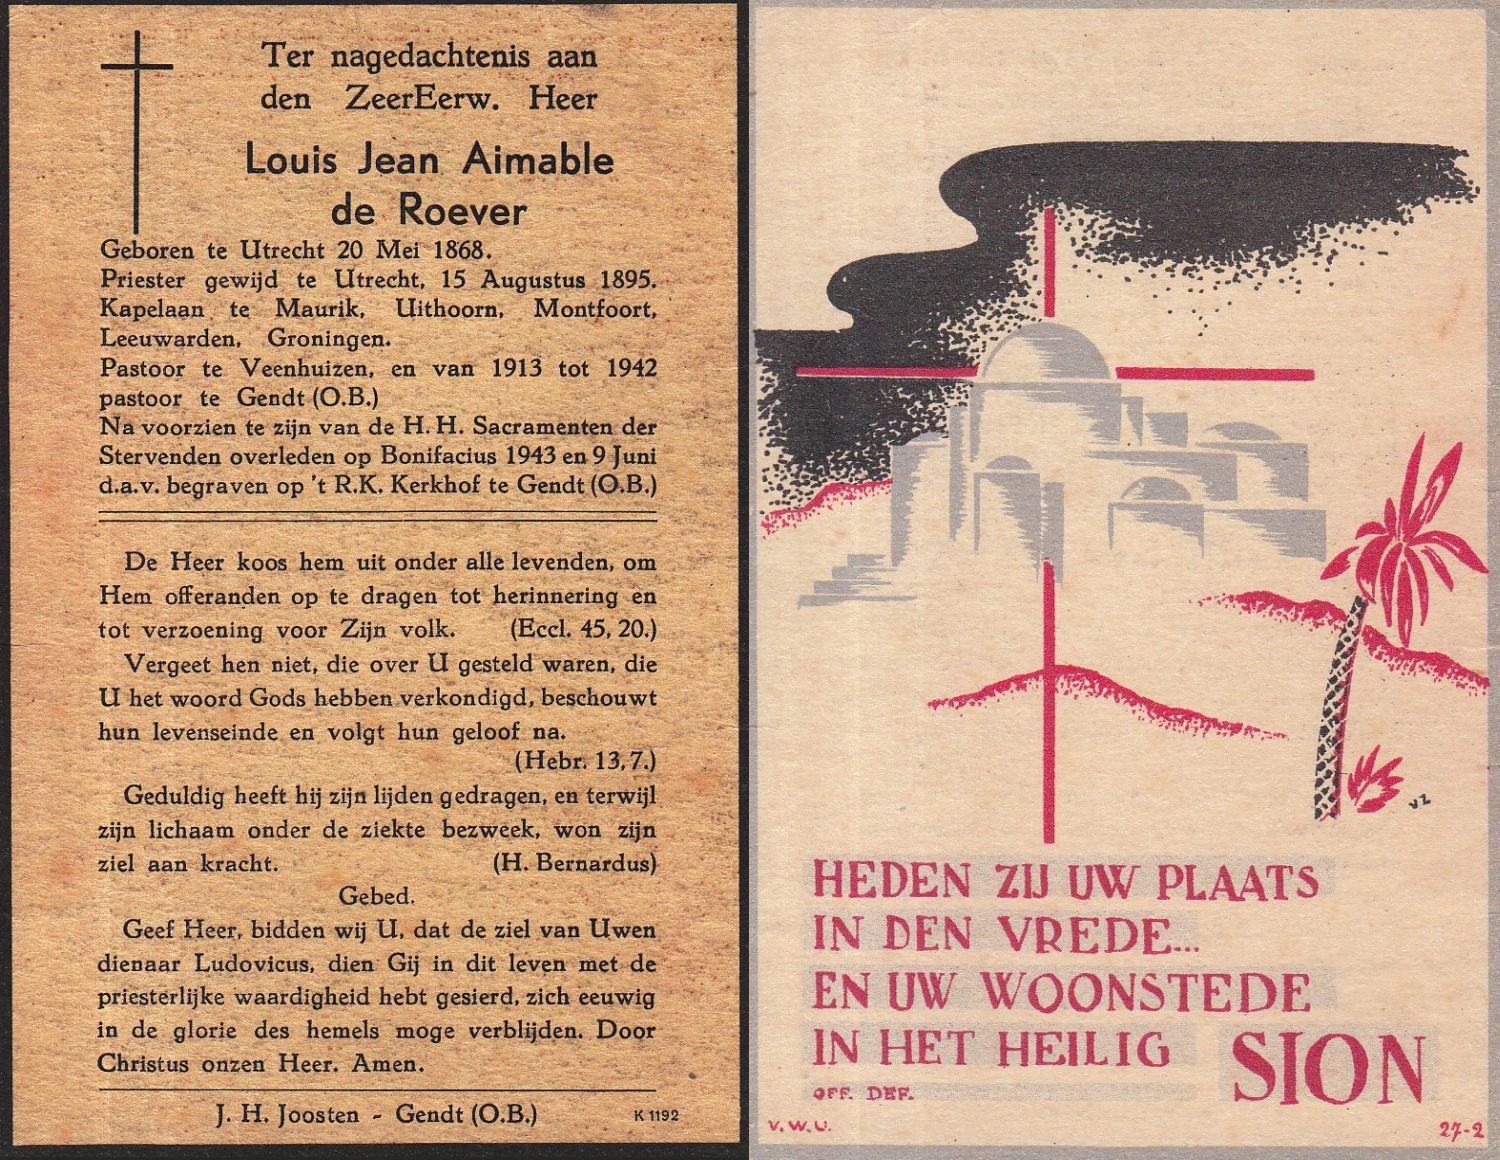 Ter nagedachtenis aan
den ZeerEerw. Heer
Louis Jean Aimable
de Roever
Geboren te Utrecht 20 Mei 1868.
Priester gewijd te Utrecht, 15 Augustus 1895.
Kapelaan te Maurik, Uithoorn, Montfoort,
Leeuwarden, Groningen.
Pastoor te Veenhuizen, en van 1913 tot 1942
pastoor te Gendt (O.B.)
Na voorzien te zijn van de H.H. Sacramenten der
Stervenden overleden op Bonifacius 1943 en 9 Juni
d.a.v. begraven op 't R.K. Kerkhof te Gendt (O.B.)
De Heer koos hem uit onder alle levenden, om
Hem offeranden op te dragen tot herinnering en
tot verzoening voor Zijn volk. (Eccl. 45, 20.)
Vergeet hen niet, die over U gesteld waren, die
U het woord Gods hebben verkondigd, beschouwt
hun levenseinde en volgt hun geloof na.
(Hebr. 13,7.)
Geduldig heeft hij zijn lijden gedragen, en terwijl
zijn lichaam onder de ziekte bezweek, won zijn
ziel aan kracht. (H. Bernardus)
Gebed.
Geef Heer, bidden wij U, dat de ziel van Uwen
dienaar Ludovicus, dien Gij in dit leven met de
priesterlijke waardigheid hebt gesierd, zich eeuwig
in de glorie des hemels moge verblijden. Door
Christus onzen Heer. Amen.
J. H. Joosten - Gendt (O.B.)
K 1192
VZ
HEDEN ZIJ UW PLAATS
IN DEN VREDE...
EN UW WOONSTEDE
IN HET HEILIG SION
OFF. DEF.
V.W.U.
27-2